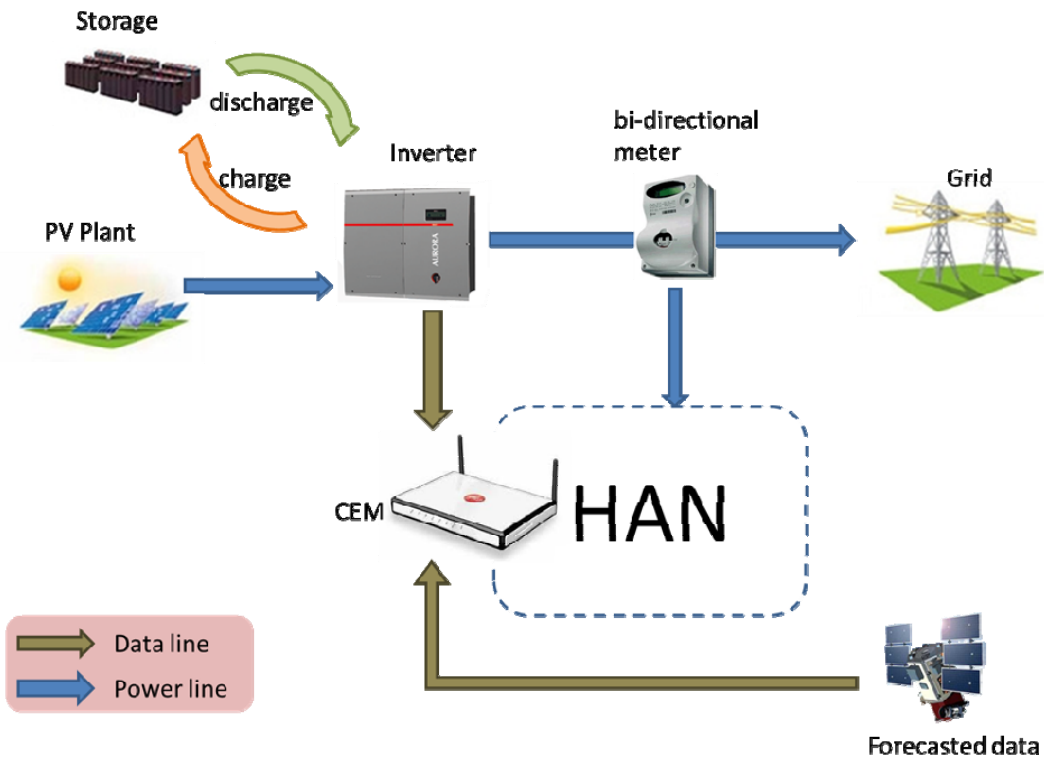 Storage
discharge
charge
Inverter
bi-directional
meter
Grid
PV Plant
AURORA
CEM
HAN
Data line
Power line
Forecasted data